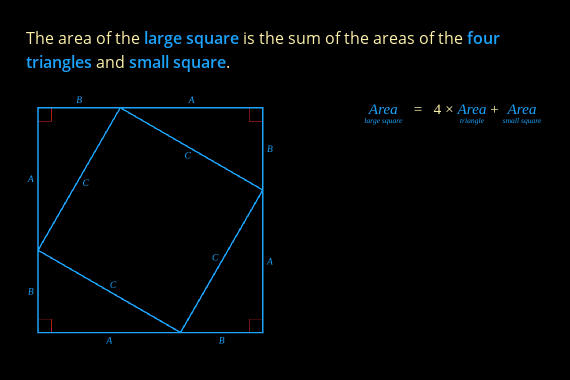 The area of the large square is the sum of the areas of the four
triangles and small square.
B A
Area = 4 × Area + Area
large square triangle small square
B
C
A C
C A
C
B
A B